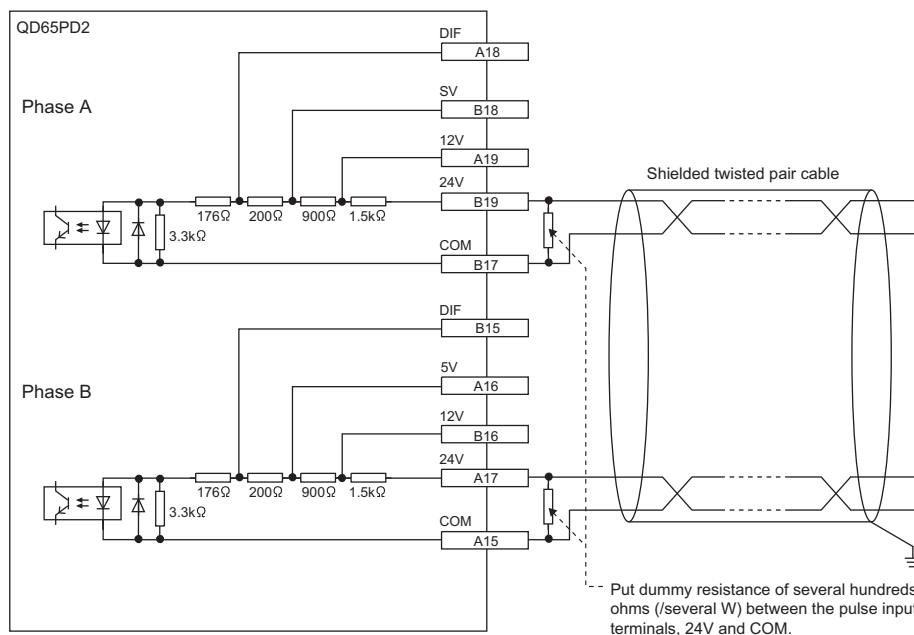 QD65PD2
Phase A
DIF
A18
SV
B18
12V
A19
24V
B19
176Ω
200Ω
900Ω
1.5kΩ
3.3kΩ
COM
B17
Shielded twisted pair cable
Phase B
DIF
B15
5V
A16
12V
B16
24V
A17
176Ω
200Ω
900Ω
1.5kΩ
3.3kΩ
COM
A15
Put dummy resistance of several hundreds
ohms (/several W) between the pulse input
terminals, 24V and COM.